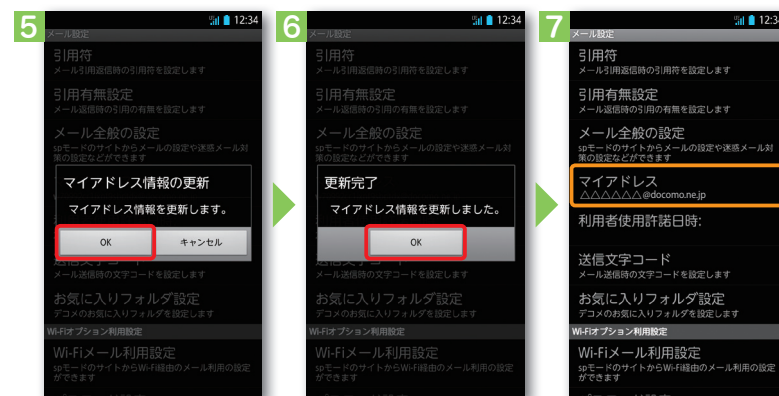 5
12:34
メール設定
引用符
メール引用返信時の引用符を設定します
引用有無設定
メール返信時の引用の有無を設定します
メール全般の設定
spモードのサイトからメールの設定や迷惑メール対
策の設定などができます
マイアドレス情報の更新
マイアドレス情報を更新します。
OK
キャンセル
送信文字コード
メール送信時の文字コードを設定します
お気に入りフォルダ設定
デコメのお気に入りフォルダを設定します
Wi-Fiオプション利用設定
Wi-Fiメール利用設定
spモードのサイトからWi-Fi経由のメール利用の設定
ができます
6
12:34
メール設定
引用符
メール引用返信時の引用符を設定します
引用有無設定
メール返信時の引用の有無を設定します
メール全般の設定
spモードのサイトからメールの設定や迷惑メール対
策の設定などができます
更新完了
マイアドレス情報を更新しました。
OK
送信文字コード
メール送信時の文字コードを設定します
お気に入りフォルダ設定
デコメのお気に入りフォルダを設定します
Wi-Fiオプション利用設定
Wi-Fiメール利用設定
spモードのサイトからWi-Fi経由のメール利用の設定
ができます
7
12:34
メール設定
引用符
メール引用返信時の引用符を設定します
引用有無設定
メール返信時の引用の有無を設定します
メール全般の設定
spモードのサイトからメールの設定や迷惑メール対
策の設定などができます
マイアドレス
△△△△△△@docomo.ne.jp
利用者使用許諾日時:
送信文字コード
メール送信時の文字コードを設定します
お気に入りフォルダ設定
デコメのお気に入りフォルダを設定します
Wi-Fiオプション利用設定
Wi-Fiメール利用設定
spモードのサイトからWi-Fi経由のメール利用の設定
ができます